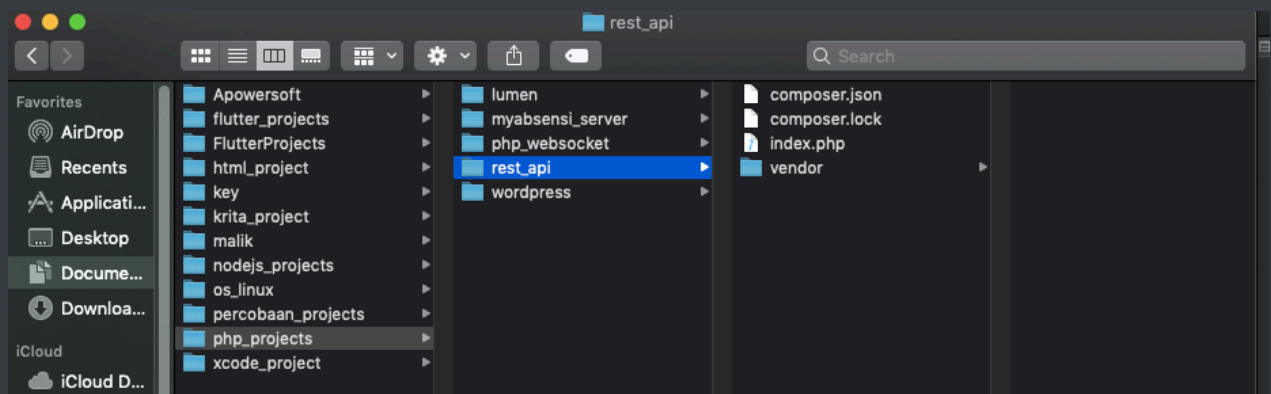 rest_api
Search
Favorites
AirDrop
Recents
Applicati...
Desktop
Docume...
Downloa...
iCloud
iCloud D...
Apowersoft
flutter_projects
FlutterProjects
html_project
key
krita_project
malik
nodejs_projects
os_linux
percobaan_projects
php_projects
xcode_project
lumen
myabsensi_server
php_websocket
rest_api
wordpress
composer.json
composer.lock
index.php
vendor